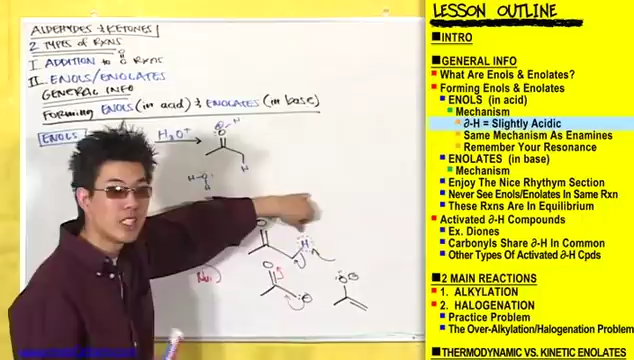 ALDEHYDES & KETONES
2 TYPES OF RXNS
I ADDITION to C=O RXNS
II. ENOLS/ENOLATES
GENERAL INFO
FORMING ENOLS (in acid) & ENOLATES (in base)
ENOLS
H₃O⁺
O-H
H
H-O
H
O
H
O
Nu:
O
LESSON OUTLINE
■INTRO
■GENERAL INFO
■What Are Enols & Enolates?
■Forming Enols & Enolates
■ENOLS (in acid)
■Mechanism
■∂-H = Slightly Acidic
■Same Mechanism As Enamines
■Remember Your Resonance
■ENOLATES (in base)
■Mechanism
■Enjoy The Nice Rhythym Section
■Never See Enols/Enolates In Same Rxn
■These Rxns Are In Equilibrium
■Activated ∂-H Compounds
■Ex. Diones
■Carbonyls Share ∂-H In Common
■Other Types Of Activated ∂-H Cpds
■2 MAIN REACTIONS
■1. ALKYLATION
■2. HALOGENATION
■Practice Problem
■The Over-Alkylation/Halogenation Problem
■THERMODYNAMIC VS. KINETIC ENOLATES